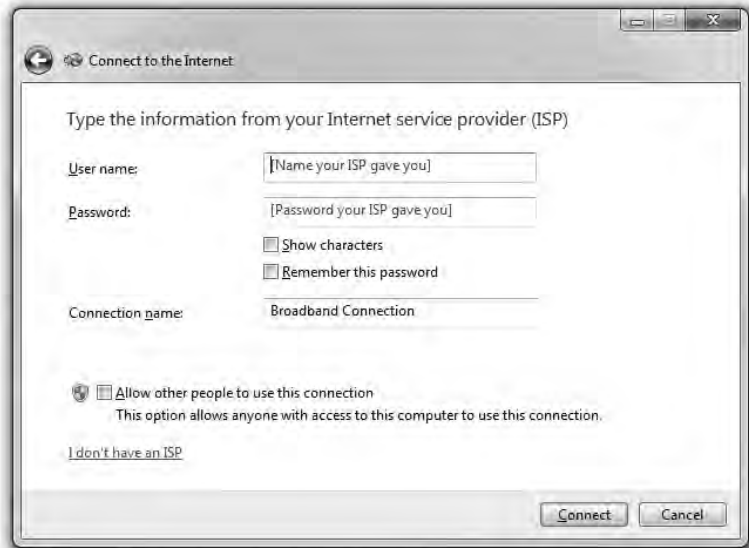 Connect to the Internet
Type the information from your Internet service provider (ISP)
User name:
[Name your ISP gave you]
Password:
[Password your ISP gave you]
Show characters
Remember this password
Connection name:
Broadband Connection
Allow other people to use this connection
This option allows anyone with access to this computer to use this connection.
I don't have an ISP
Connect
Cancel